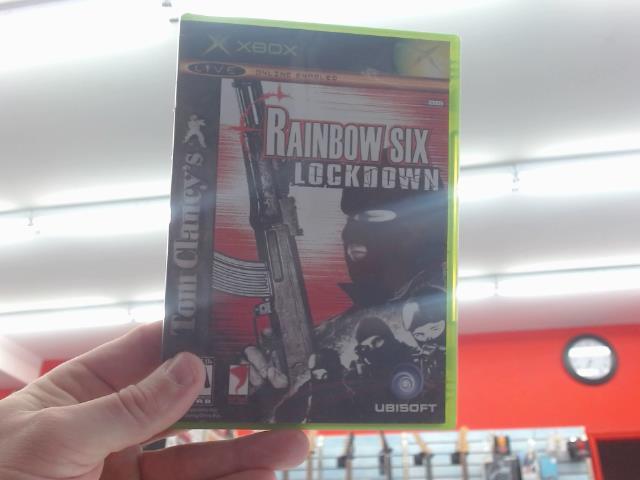 XBOX
LIVE ONLINE ENABLED
Tom Clancy's
RAINBOW SIX
LOCKDOWN
UBISOFT